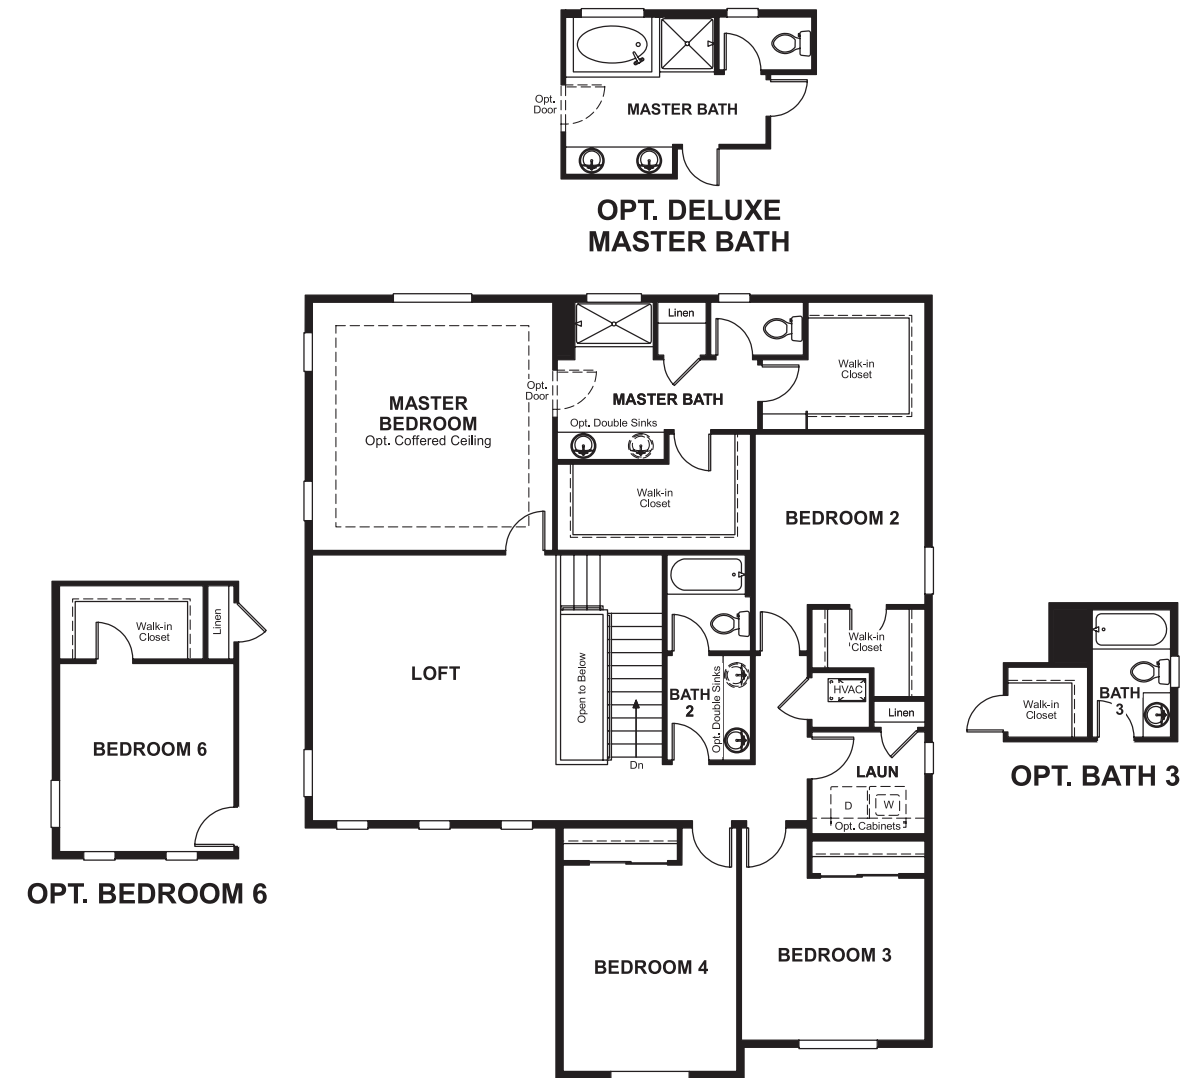 Opt.
Door
MASTER BATH
OPT. DELUXE
MASTER BATH
Linen
Walk-in
Closet
MASTER
BEDROOM
Opt. Coffered Ceiling
Opt.
Door
MASTER BATH
Opt. Double Sinks
Walk-in
Closet
BEDROOM 2
Walk-in
Closet
Linen
BEDROOM 6
OPT. BEDROOM 6
LOFT
Open to Below
Dn
BATH
2
Opt. Double Sinks
Walk-in
Closet
HVAC
Linen
LAUN
D
W
Opt. Cabinets
Walk-in
Closet
BATH
3
OPT. BATH 3
BEDROOM 4
BEDROOM 3